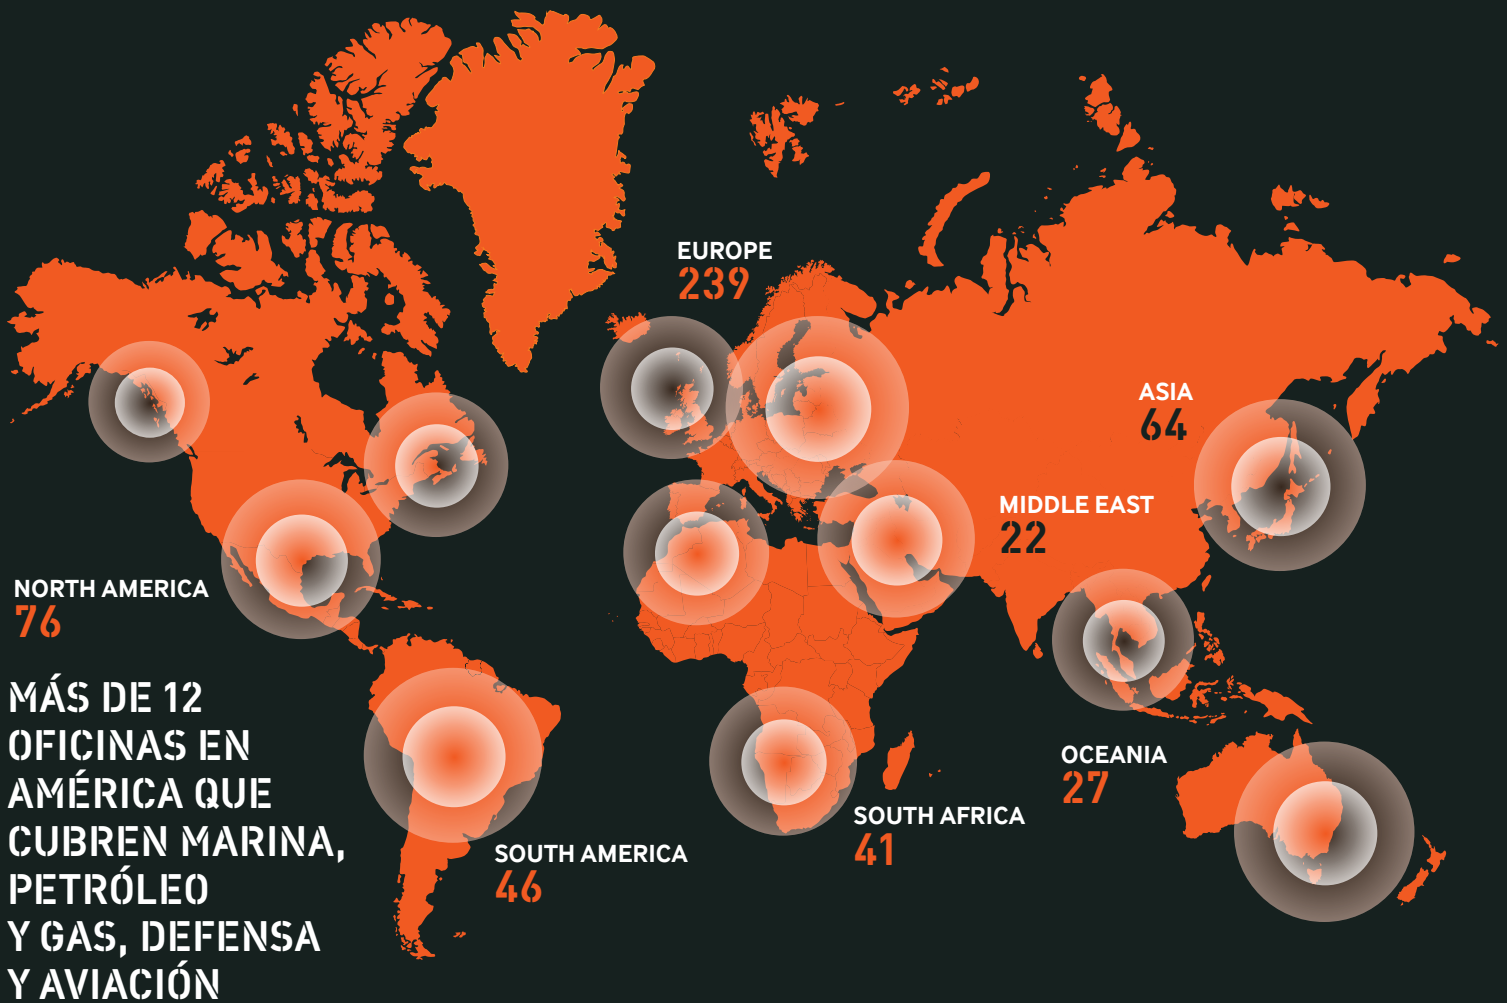 EUROPE
239
ASIA
64
MIDDLE EAST
22
NORTH AMERICA
76
MÁS DE 12
OFICINAS EN
AMÉRICA QUE
CUBREN MARINA,
PETRÓLEO
Y GAS, DEFENSA
Y AVIACIÓN
OCEANIA
27
SOUTH AFRICA
41
SOUTH AMERICA
46